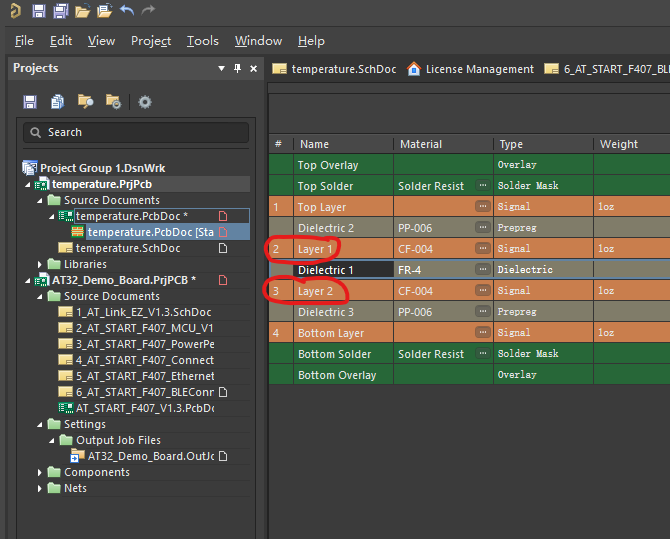 File Edit View Project Tools Window Help
Projects
temperature.SchDoc License Management 6_AT_START_F407_BL
Search
Project Group 1.DsnWrk
temperature.PrjPcb
Source Documents
temperature.PcbDoc *
temperature.PcbDoc [Sta
temperature.SchDoc
Libraries
AT32_Demo_Board.PrjPCB *
Source Documents
1_AT_Link_EZ_V1.3.SchDoc
2_AT_START_F407_MCU_V1
3_AT_START_F407_PowerPe
4_AT_START_F407_Connect
5_AT_START_F407_Ethernet
6_AT_START_F407_BLEConn
AT_START_F407_V1.3.PcbDo
Settings
Output Job Files
AT32_Demo_Board.OutJo
Components
Nets
# Name Material Type Weight
Top Overlay Overlay
Top Solder Solder Resist ... Solder Mask
1 Top Layer ... Signal 1oz
Dielectric 2 PP-006 ... Prepreg
2 Layer 1 CF-004 ... Signal 1oz
Dielectric 1 FR-4 ... Dielectric
3 Layer 2 CF-004 ... Signal 1oz
Dielectric 3 PP-006 ... Prepreg
4 Bottom Layer ... Signal 1oz
Bottom Solder Solder Resist ... Solder Mask
Bottom Overlay Overlay